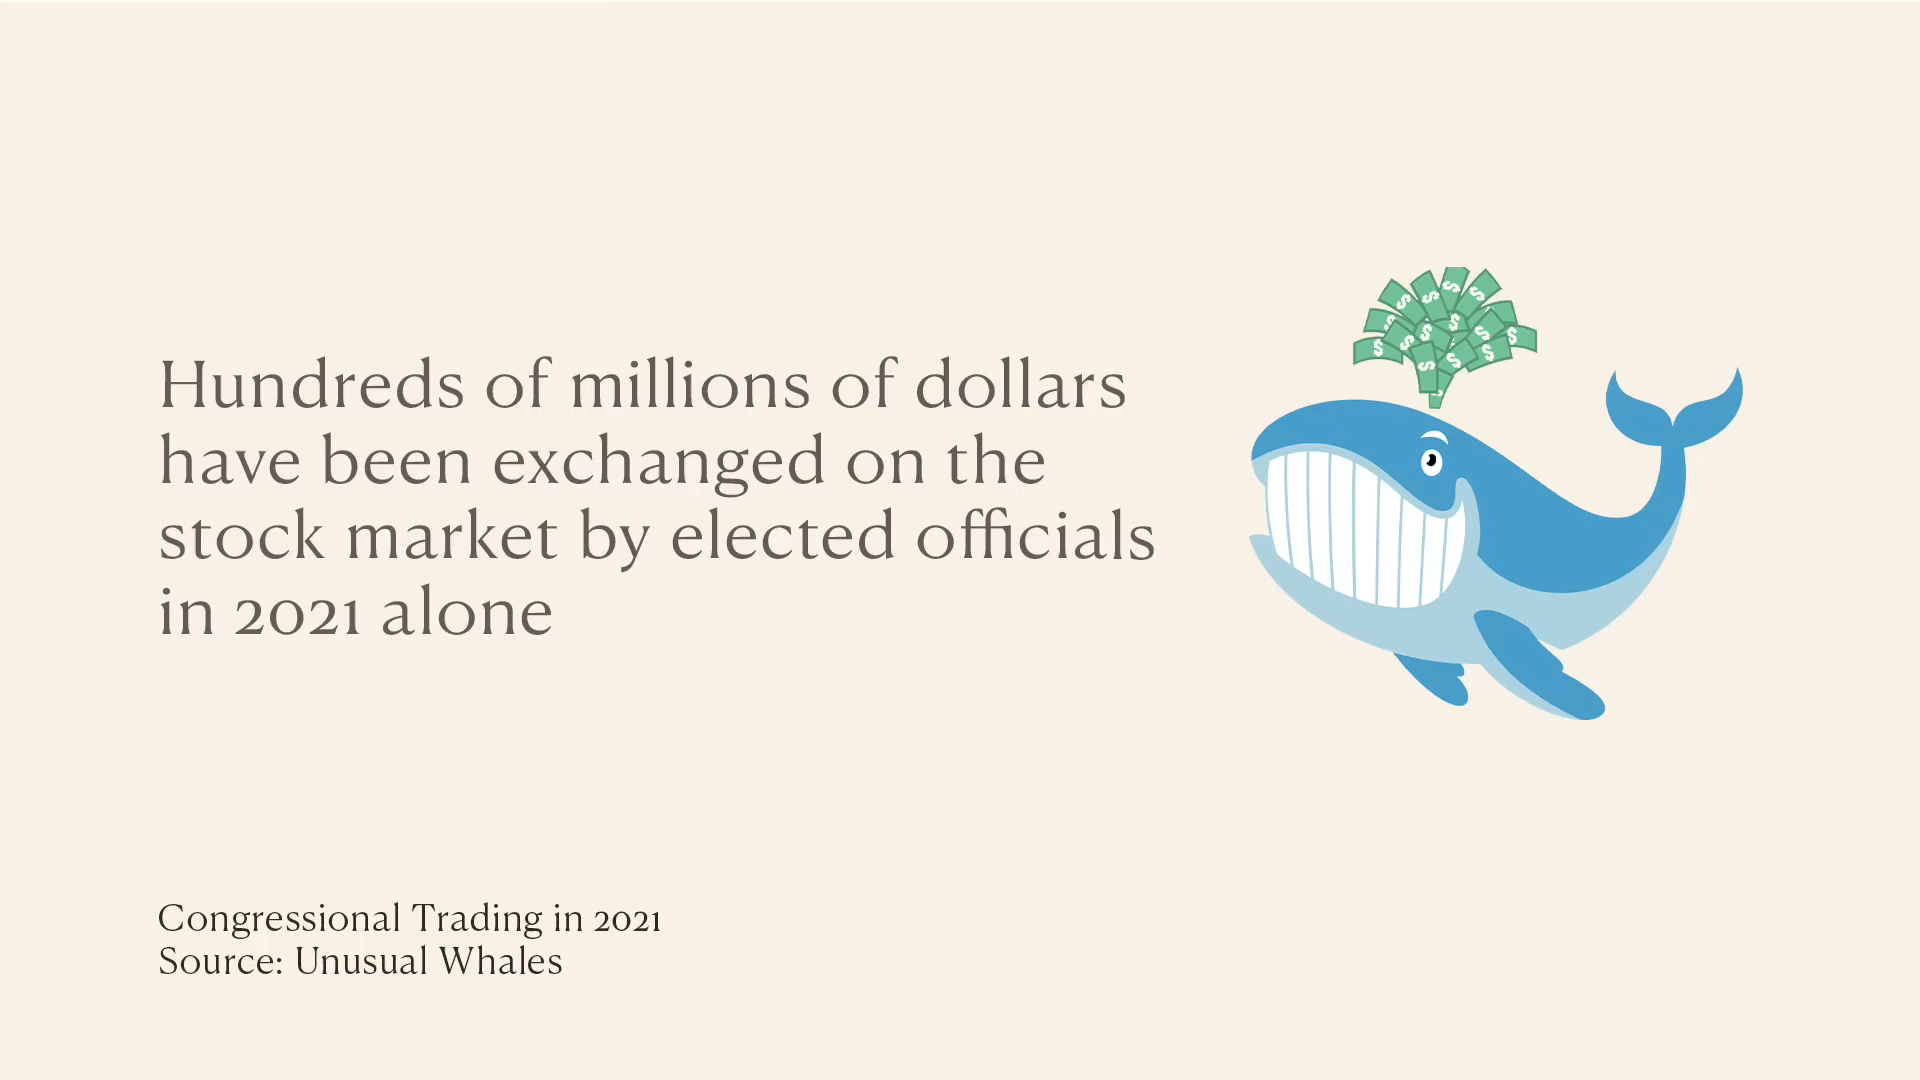 Hundreds of millions of dollars
have been exchanged on the
stock market by elected officials
in 2021 alone
Congressional Trading in 2021
Source: Unusual Whales